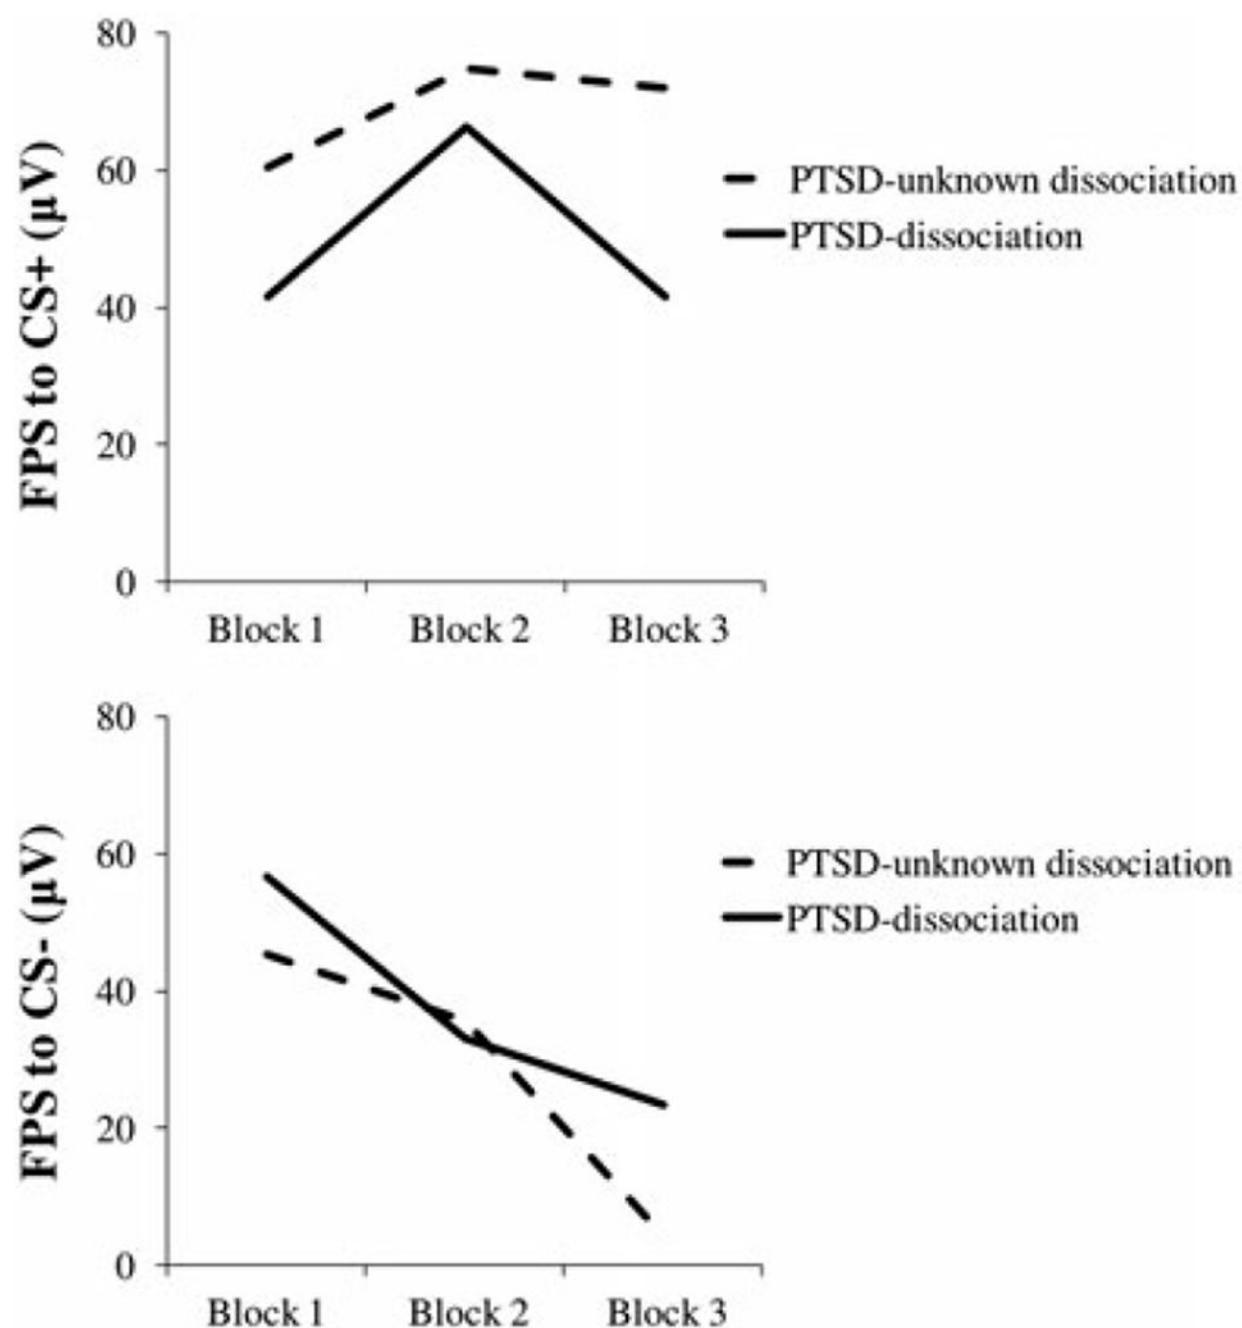 80
60
40
20
0
FPS to CS+ (µV)
Block 1 Block 2 Block 3
PTSD-unknown dissociation
PTSD-dissociation
80
60
40
20
0
FPS to CS- (µV)
Block 1 Block 2 Block 3
PTSD-unknown dissociation
PTSD-dissociation